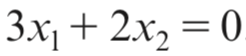 3x₁ + 2x₂ = 0